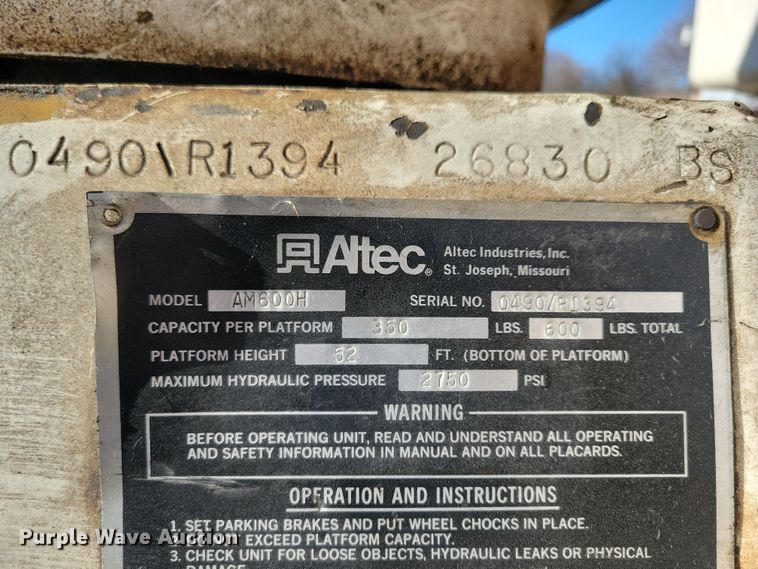 0490\R1394 26830 BS
Altec® Altec Industries, Inc.
St. Joseph, Missouri
MODEL AM600H SERIAL NO. 0490/R1394
CAPACITY PER PLATFORM 350 LBS. 600 LBS. TOTAL
PLATFORM HEIGHT 52 FT. (BOTTOM OF PLATFORM)
MAXIMUM HYDRAULIC PRESSURE 2750 PSI
WARNING
BEFORE OPERATING UNIT, READ AND UNDERSTAND ALL OPERATING
AND SAFETY INFORMATION IN MANUAL AND ON ALL PLACARDS.
OPERATION AND INSTRUCTIONS
1. SET PARKING BRAKES AND PUT WHEEL CHOCKS IN PLACE.
EXCEED PLATFORM CAPACITY.
3. CHECK UNIT FOR LOOSE OBJECTS, HYDRAULIC LEAKS OR PHYSICAL
DAMAGE
Purple Wave Auction